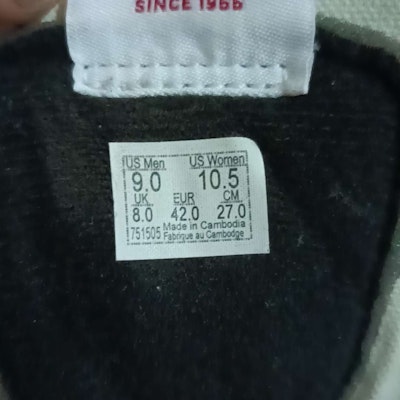 SINCE 1966
US Men US Women
9.0 10.5
UK EUR CM
8.0 42.0 27.0
751505 Made in Cambodia
Fabrique au Cambodge